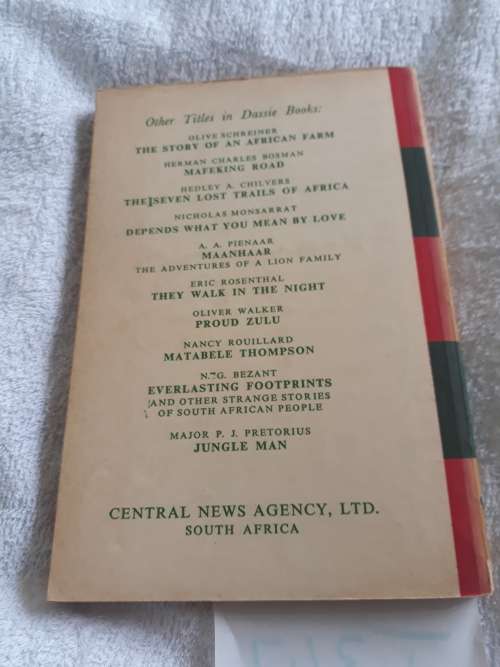 Other Titles in Dassie Books:
OLIVE SCHREINER
THE STORY OF AN AFRICAN FARM
HERMAN CHARLES BOSMAN
MAFEKING ROAD
HEDLEY A. CHILVERS
THE SEVEN LOST TRAILS OF AFRICA
NICHOLAS MONSARRAT
DEPENDS WHAT YOU MEAN BY LOVE
A. A. PIENAAR
MAANHAAR
THE ADVENTURES OF A LION FAMILY
ERIC ROSENTHAL
THEY WALK IN THE NIGHT
OLIVER WALKER
PROUD ZULU
NANCY ROUILLARD
MATABELE THOMPSON
N. G. BEZANT
EVERLASTING FOOTPRINTS
AND OTHER STRANGE STORIES
OF SOUTH AFRICAN PEOPLE
MAJOR P. J. PRETORIUS
JUNGLE MAN
CENTRAL NEWS AGENCY, LTD.
SOUTH AFRICA